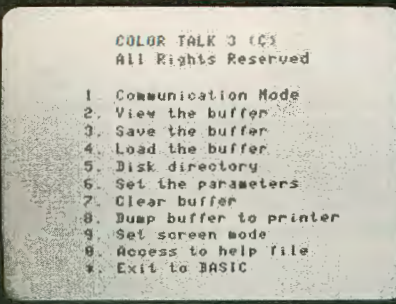 COLOR TALK 3 (C)
All Rights Reserved
1. Communication Mode
2. View the buffer
3. Save the buffer
4. Load the buffer
5. Disk directory
6. Set the parameters
7. Clear buffer
8. Dump buffer to printer
9. Set screen mode
0. Access to help file
*. Exit to BASIC